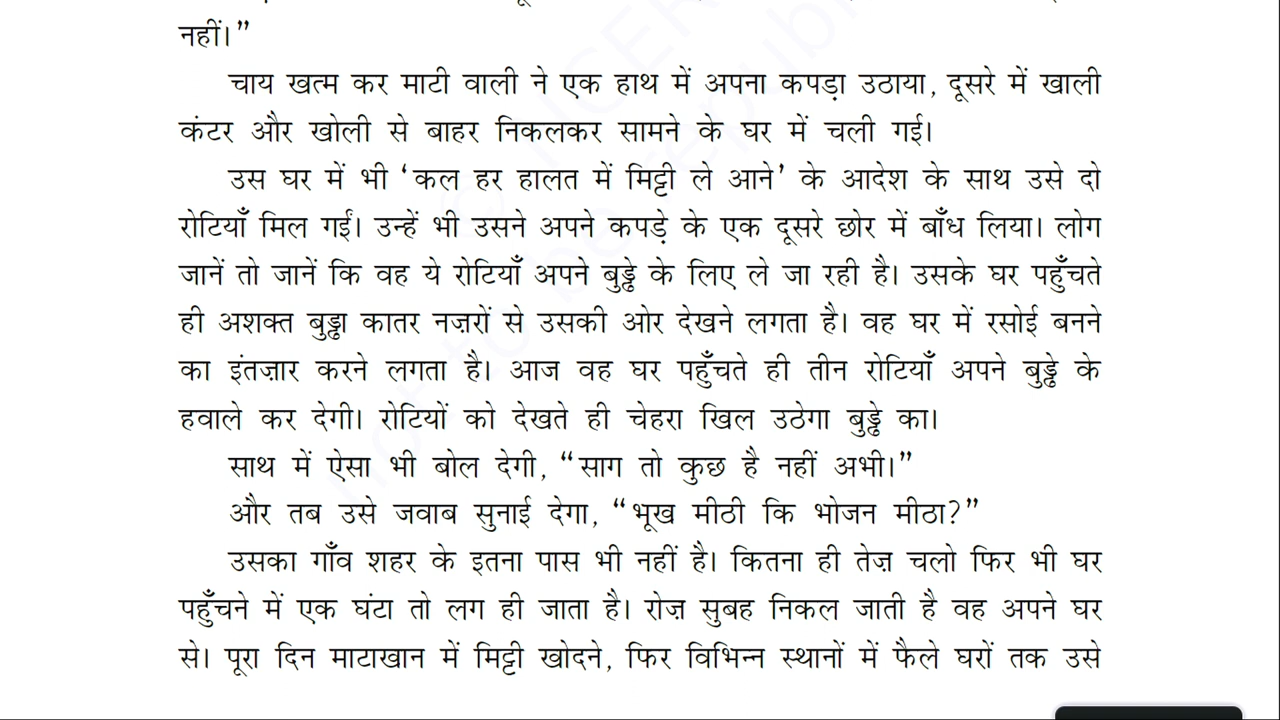 नहीं।”
चाय खत्म कर माटी वाली ने एक हाथ में अपना कपड़ा उठाया, दूसरे में खाली
कंटर और खोली से बाहर निकलकर सामने के घर में चली गई।
उस घर में भी ‘कल हर हालत में मिट्टी ले आने’ के आदेश के साथ उसे दो
रोटियाँ मिल गईं। उन्हें भी उसने अपने कपड़े के एक दूसरे छोर में बाँध लिया। लोग
जानें तो जानें कि वह ये रोटियाँ अपने बुड्ढे के लिए ले जा रही है। उसके घर पहुँचते
ही अशक्त बुड्ढा कातर नज़रों से उसकी ओर देखने लगता है। वह घर में रसोई बनने
का इंतज़ार करने लगता है। आज वह घर पहुँचते ही तीन रोटियाँ अपने बुड्ढे के
हवाले कर देगी। रोटियों को देखते ही चेहरा खिल उठेगा बुड्ढे का।
साथ में ऐसा भी बोल देगी, “साग तो कुछ है नहीं अभी।”
और तब उसे जवाब सुनाई देगा, “भूख मीठी कि भोजन मीठा?”
उसका गाँव शहर के इतना पास भी नहीं है। कितना ही तेज़ चलो फिर भी घर
पहुँचने में एक घंटा तो लग ही जाता है। रोज़ सुबह निकल जाती है वह अपने घर
से। पूरा दिन माटाखान में मिट्टी खोदने, फिर विभिन्न स्थानों में फैले घरों तक उसे